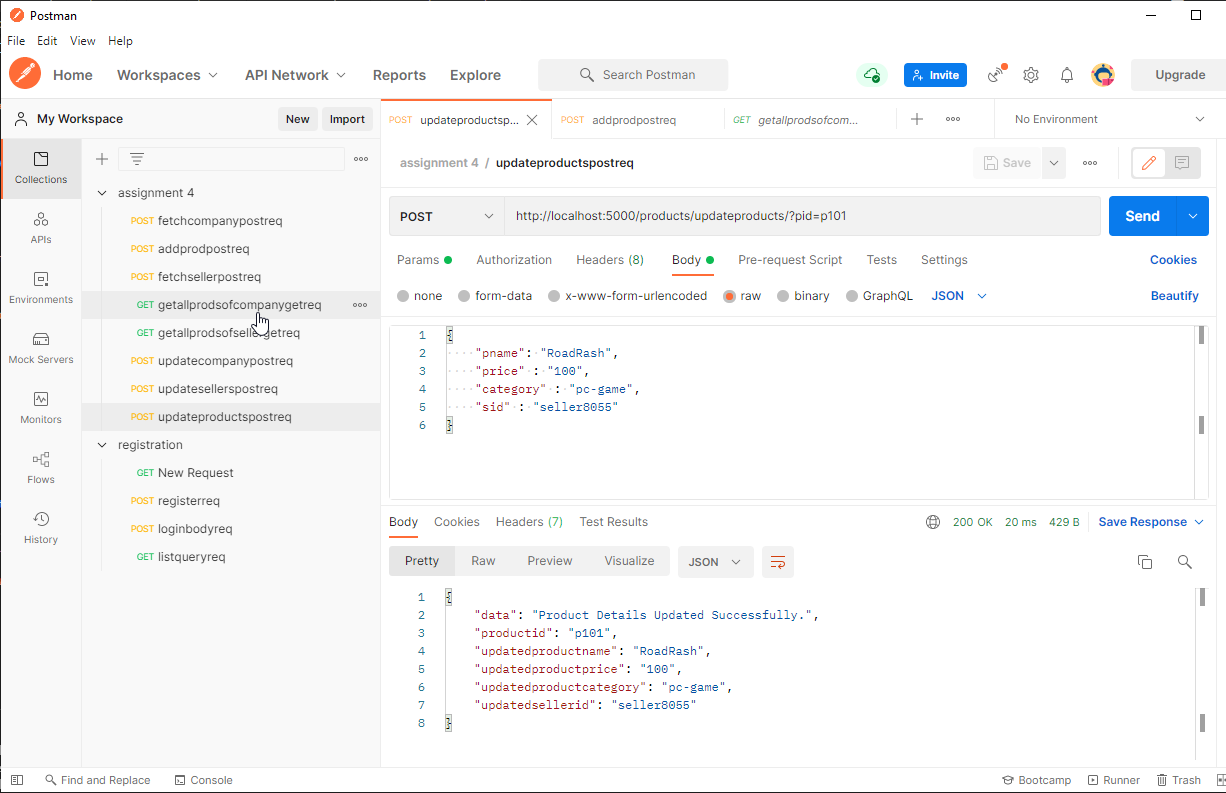 Postman
File Edit View Help
Home Workspaces API Network Reports Explore Search Postman Invite Upgrade
My Workspace New Import
POST updateproductsp... POST addprodpostreq GET getallprodsofcom... No Environment
Collections
APIs
Environments
Mock Servers
Monitors
Flows
History
assignment 4
POST fetchcompanypostreq
POST addprodpostreq
POST fetchsellerpostreq
GET getallprodsofcompanygetreq
GET getallprodsofsellergetreq
POST updatecompanypostreq
POST updatesellerspostreq
POST updateproductspostreq
registration
GET New Request
POST registerreq
POST loginbodyreq
GET listqueryreq
assignment 4 / updateproductspostreq Save
POST http://localhost:5000/products/updateproducts/?pid=p101 Send
Params Authorization Headers (8) Body Pre-request Script Tests Settings Cookies
none form-data x-www-form-urlencoded raw binary GraphQL JSON Beautify
1 {
2 "pname": "RoadRash",
3 "price" : "100",
4 "category" : "pc-game",
5 "sid" : "seller8055"
6 }
Body Cookies Headers (7) Test Results 200 OK 20 ms 429 B Save Response
Pretty Raw Preview Visualize JSON
1 {
2 "data": "Product Details Updated Successfully.",
3 "productid": "p101",
4 "updatedproductname": "RoadRash",
5 "updatedproductprice": "100",
6 "updatedproductcategory": "pc-game",
7 "updatedsellerid": "seller8055"
8 }
Find and Replace Console Bootcamp Runner Trash